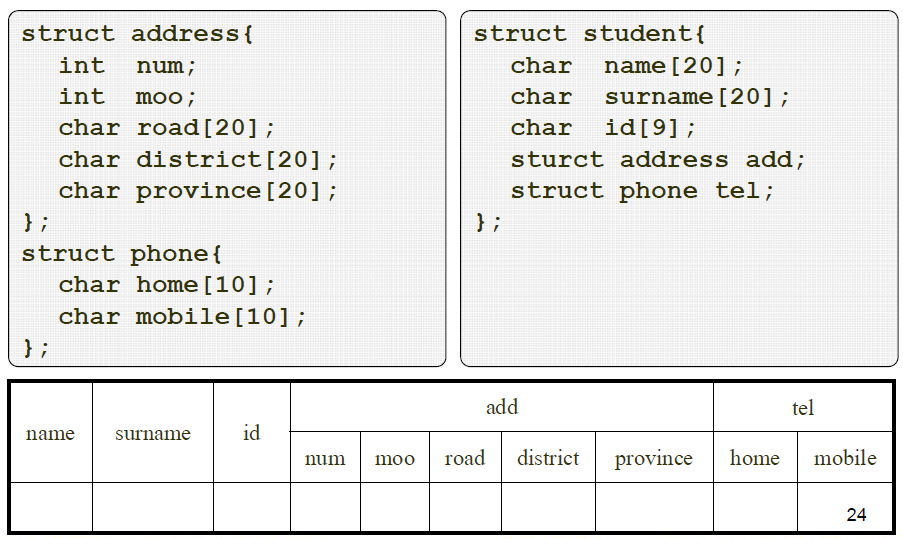 struct address{
int num;
int moo;
char road[20];
char district[20];
char province[20];
};
struct phone{
char home[10];
char mobile[10];
};
struct student{
char name[20];
char surname[20];
char id[9];
sturct address add;
struct phone tel;
};
name surname id add tel
num moo road district province home mobile
24